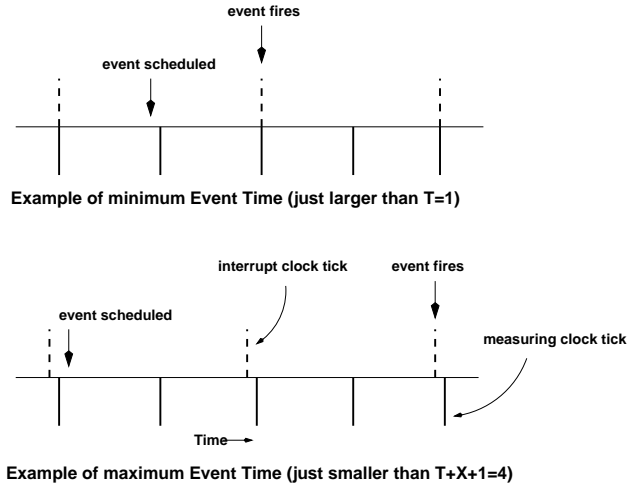 event fires
event scheduled
Example of minimum Event Time (just larger than T=1)
interrupt clock tick
event fires
event scheduled
measuring clock tick
Time
Example of maximum Event Time (just smaller than T+X+1=4)